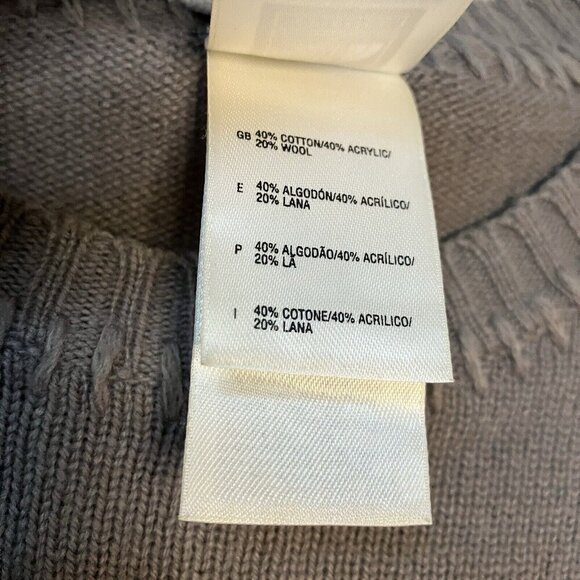 GB 40% COTTON/40% ACRYLIC/
20% WOOL
E 40% ALGODÓN/40% ACRÍLICO/
20% LANA
P 40% ALGODÃO/40% ACRÍLICO/
20% LÃ
I 40% COTONE/40% ACRILICO/
20% LANA